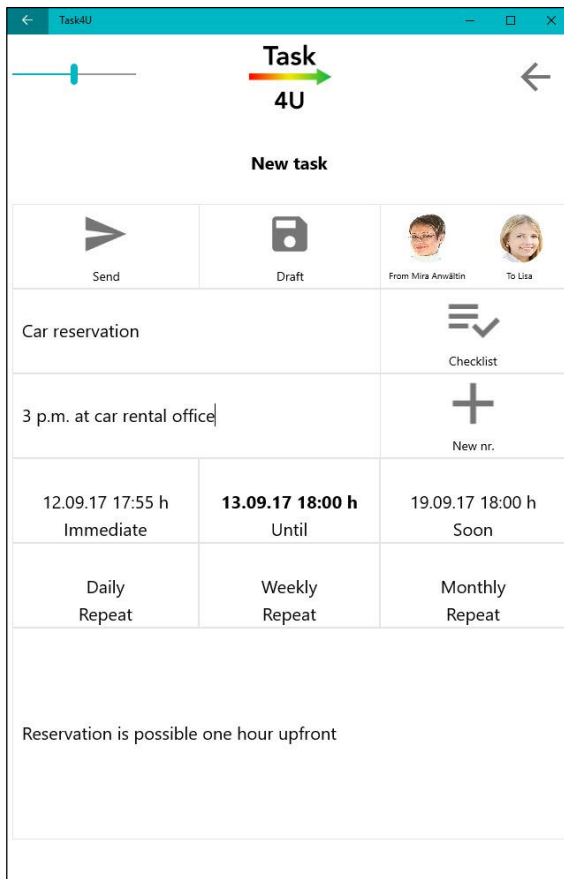 Task4U
Task
4U
New task
Send
Draft
From Mira Anwältin
To Lisa
Car reservation
Checklist
3 p.m. at car rental office
New nr.
12.09.17 17:55 h
Immediate
13.09.17 18:00 h
Until
19.09.17 18:00 h
Soon
Daily
Repeat
Weekly
Repeat
Monthly
Repeat
Reservation is possible one hour upfront